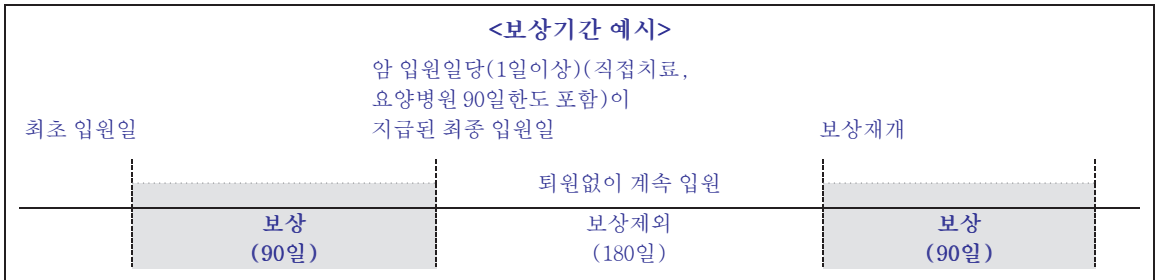 <보상기간 예시>
암 입원일당(1일이상)(직접치료,
요양병원 90일한도 포함)이
최초 입원일
지급된 최종 입원일
보상재개
퇴원없이 계속 입원
보상
보상제외
보상
(90일)
(180일)
(90일)